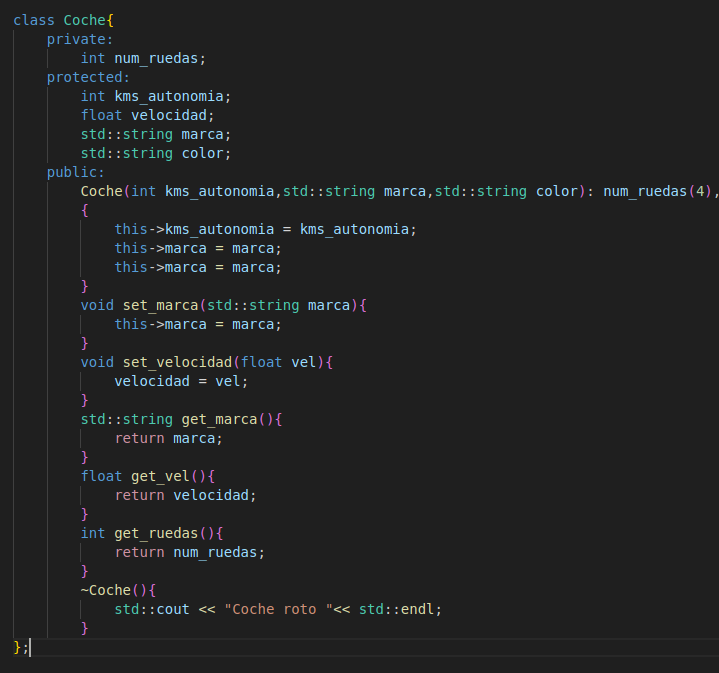 class Coche{
    private:
        int num_ruedas;
    protected:
        int kms_autonomia;
        float velocidad;
        std::string marca;
        std::string color;
    public:
        Coche(int kms_autonomia,std::string marca,std::string color): num_ruedas(4),
        {
            this->kms_autonomia = kms_autonomia;
            this->marca = marca;
            this->marca = marca;
        }
        void set_marca(std::string marca){
            this->marca = marca;
        }
        void set_velocidad(float vel){
            velocidad = vel;
        }
        std::string get_marca(){
            return marca;
        }
        float get_vel(){
            return velocidad;
        }
        int get_ruedas(){
            return num_ruedas;
        }
        ~Coche(){
            std::cout << "Coche roto "<< std::endl;
        }
};